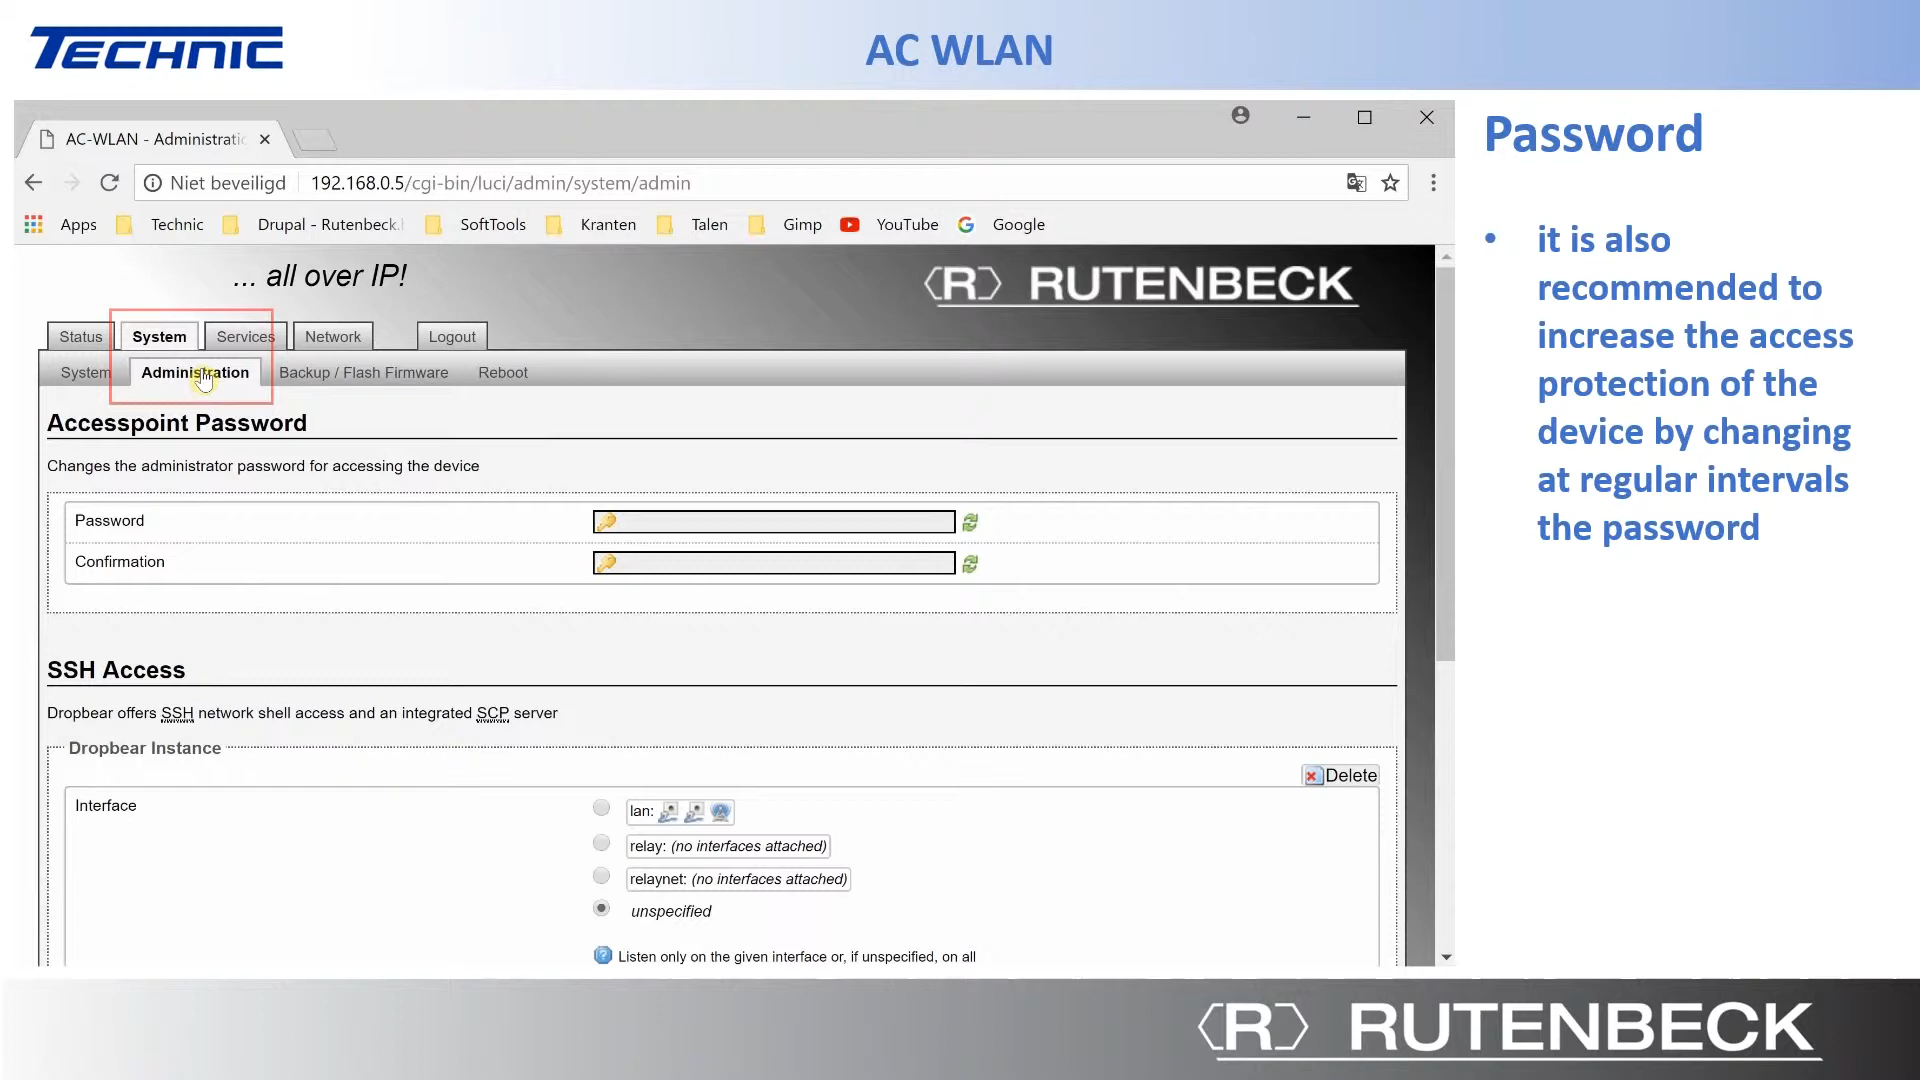 TECHNIC
AC WLAN
AC-WLAN - Administratic
Niet beveiligd 192.168.0.5/cgi-bin/luci/admin/system/admin
Apps Technic Drupal - Rutenbeck. SoftTools Kranten Talen Gimp YouTube Google
... all over IP!
RUTENBECK
Status System Services Network Logout
System Administration Backup / Flash Firmware Reboot
Accesspoint Password
Changes the administrator password for accessing the device
Password
Confirmation
SSH Access
Dropbear offers SSH network shell access and an integrated SCP server
Dropbear Instance
Delete
Interface
lan:
relay: (no interfaces attached)
relaynet: (no interfaces attached)
unspecified
Listen only on the given interface or, if unspecified, on all
Password
• it is also
recommended to
increase the access
protection of the
device by changing
at regular intervals
the password
R RUTENBECK